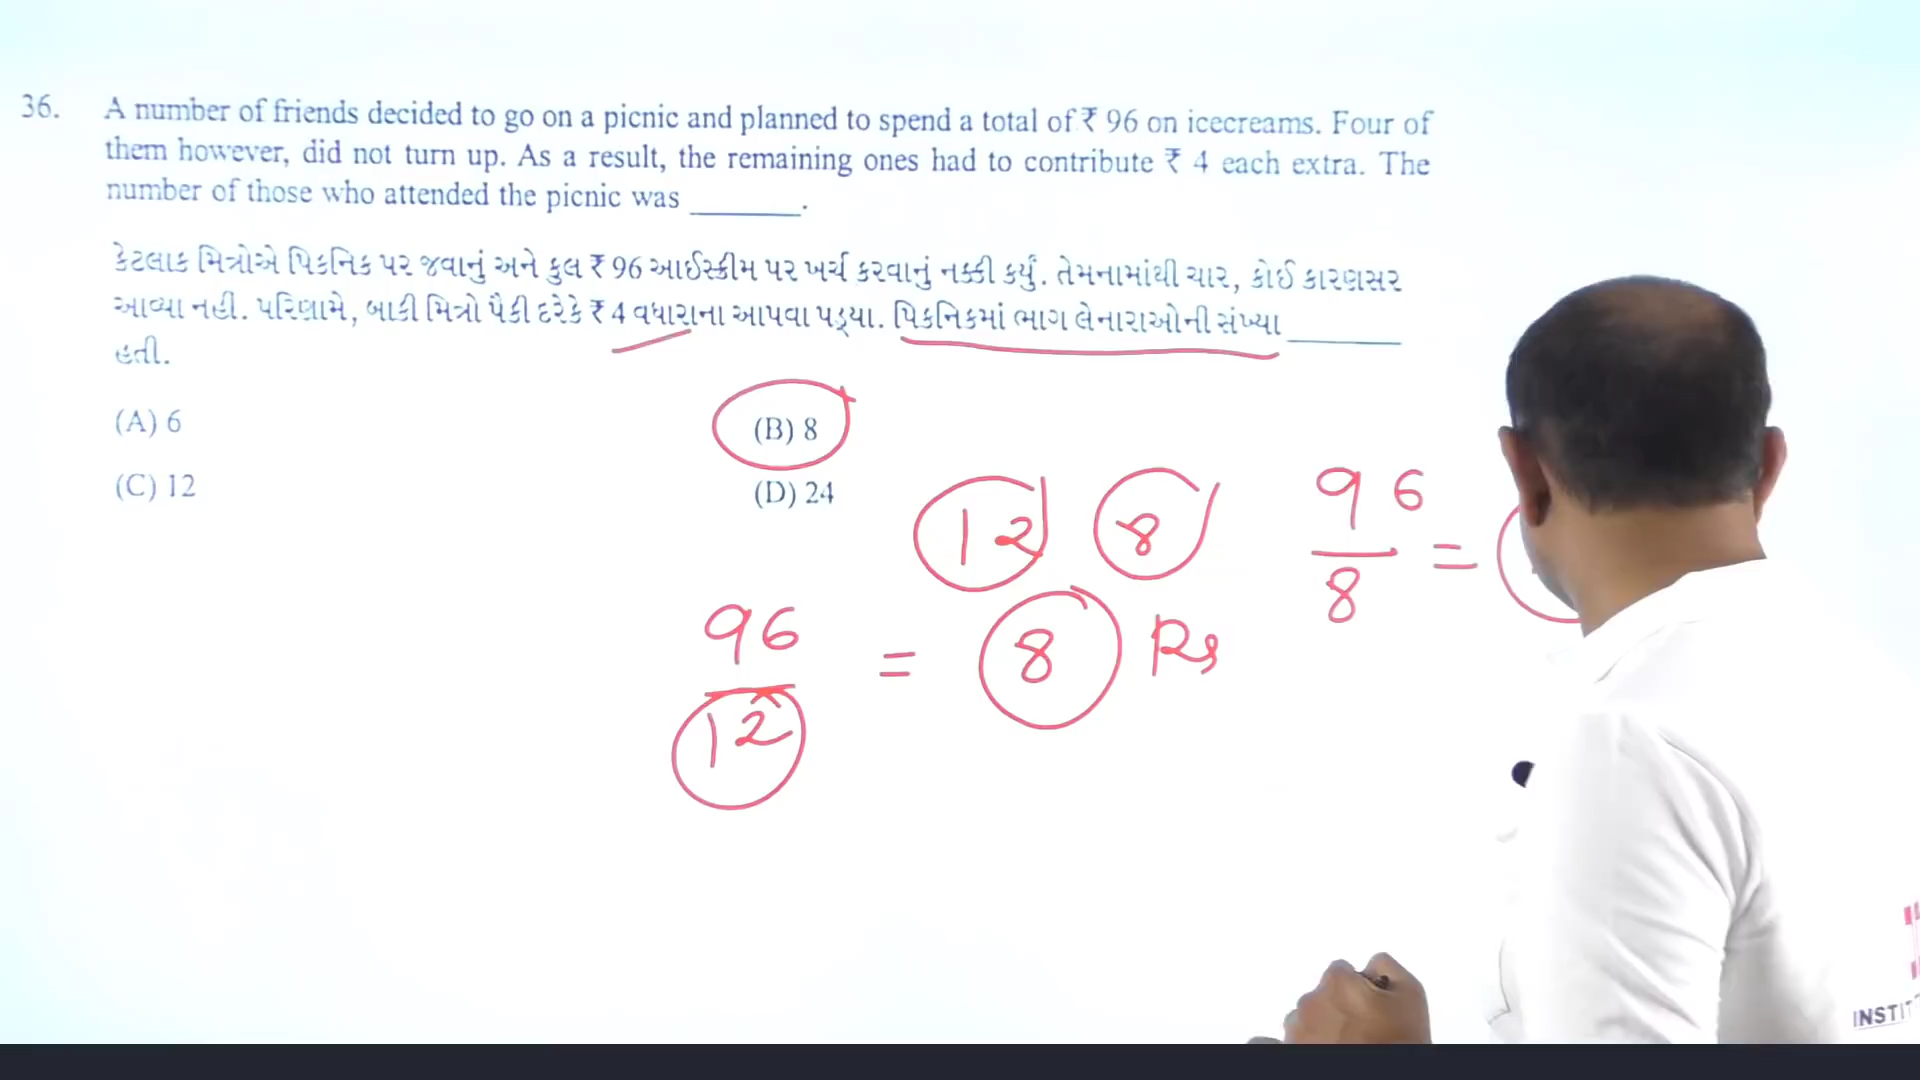 36. A number of friends decided to go on a picnic and planned to spend a total of ₹ 96 on icecreams. Four of
them however, did not turn up. As a result, the remaining ones had to contribute ₹ 4 each extra. The
number of those who attended the picnic was ________.
કેટલાક મિત્રોએ પિકનિક પર જવાનું અને કુલ ₹ 96 આઈસ્ક્રીમ પર ખર્ચ કરવાનું નક્કી કર્યું. તેમનામાંથી ચાર, કોઈ કારણસર
આવ્યા નહી. પરિણામે, બાકી મિત્રો પૈકી દરેકે ₹ 4 વધારાના આપવા પડ્યા. પિકનિકમાં ભાગ લેનારાઓની સંખ્યા ________
હતી.
(A) 6 (B) 8
(C) 12 (D) 24
12 8 96
8 =
96
12 = 8 Rs
INSTIT